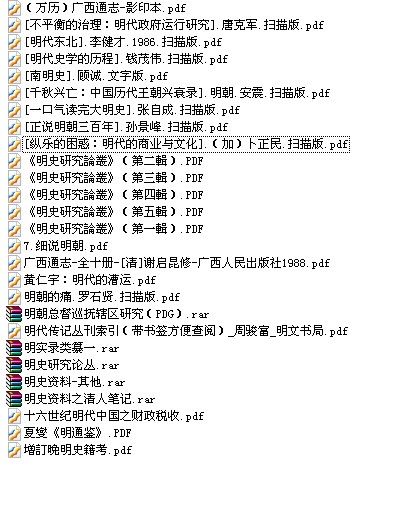 （万历）广西通志-影印本.pdf
[不平衡的治理：明代政府运行研究].唐克军.扫描版.pdf
[明代东北].李健才.1986.扫描版.pdf
[明代史学的历程].钱茂伟.扫描版.pdf
[南明史].顾诚.文字版.pdf
[千秋兴亡：中国历代王朝兴衰录].明朝.安震.扫描版.pdf
[一口气读完大明史].张自成.扫描版.pdf
[正说明朝三百年].孙景峰.扫描版.pdf
[纵乐的困惑：明代的商业与文化].（加）卜正民.扫描版.pdf
《明史研究論叢》（第二輯）.PDF
《明史研究論叢》（第三輯）.PDF
《明史研究論叢》（第四輯）.PDF
《明史研究論叢》（第五輯）.PDF
《明史研究論叢》（第一輯）.PDF
7.细说明朝.pdf
广西通志-全十册-[清]谢启昆修-广西人民出版社1988.pdf
黄仁宇：明代的漕运.pdf
明朝的痛.罗石贤.扫描版.pdf
明朝总督巡抚辖区研究(PDG).rar
明代传记丛刊索引（带书签方便查阅）_周骏富_明文书局.pdf
明实录类纂一.rar
明史研究论丛.rar
明史资料-其他.rar
明史资料之清人笔记.rar
十六世纪明代中国之财政税收.pdf
夏燮《明通鉴》.PDF
增訂晚明史籍考.pdf